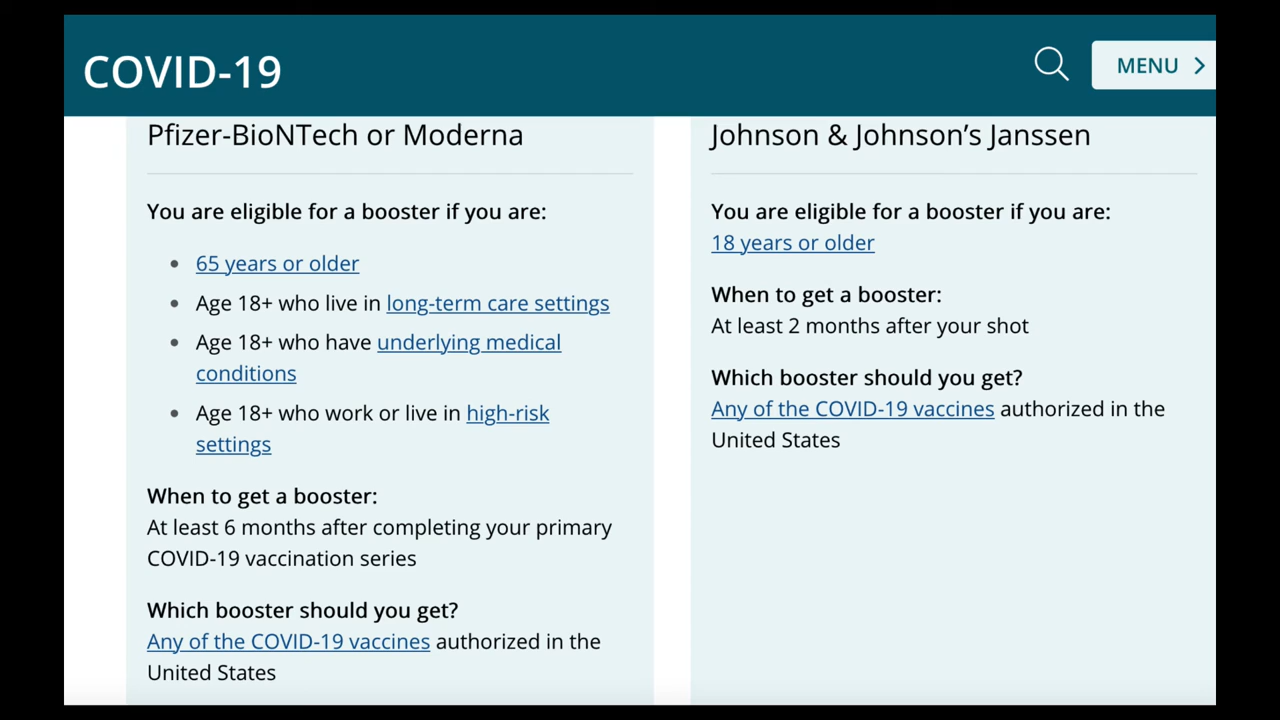 COVID-19
MENU
Pfizer-BioNTech or Moderna
You are eligible for a booster if you are:
• 65 years or older
• Age 18+ who live in long-term care settings
• Age 18+ who have underlying medical
conditions
• Age 18+ who work or live in high-risk
settings
When to get a booster:
At least 6 months after completing your primary
COVID-19 vaccination series
Which booster should you get?
Any of the COVID-19 vaccines authorized in the
United States
Johnson & Johnson’s Janssen
You are eligible for a booster if you are:
18 years or older
When to get a booster:
At least 2 months after your shot
Which booster should you get?
Any of the COVID-19 vaccines authorized in the
United States